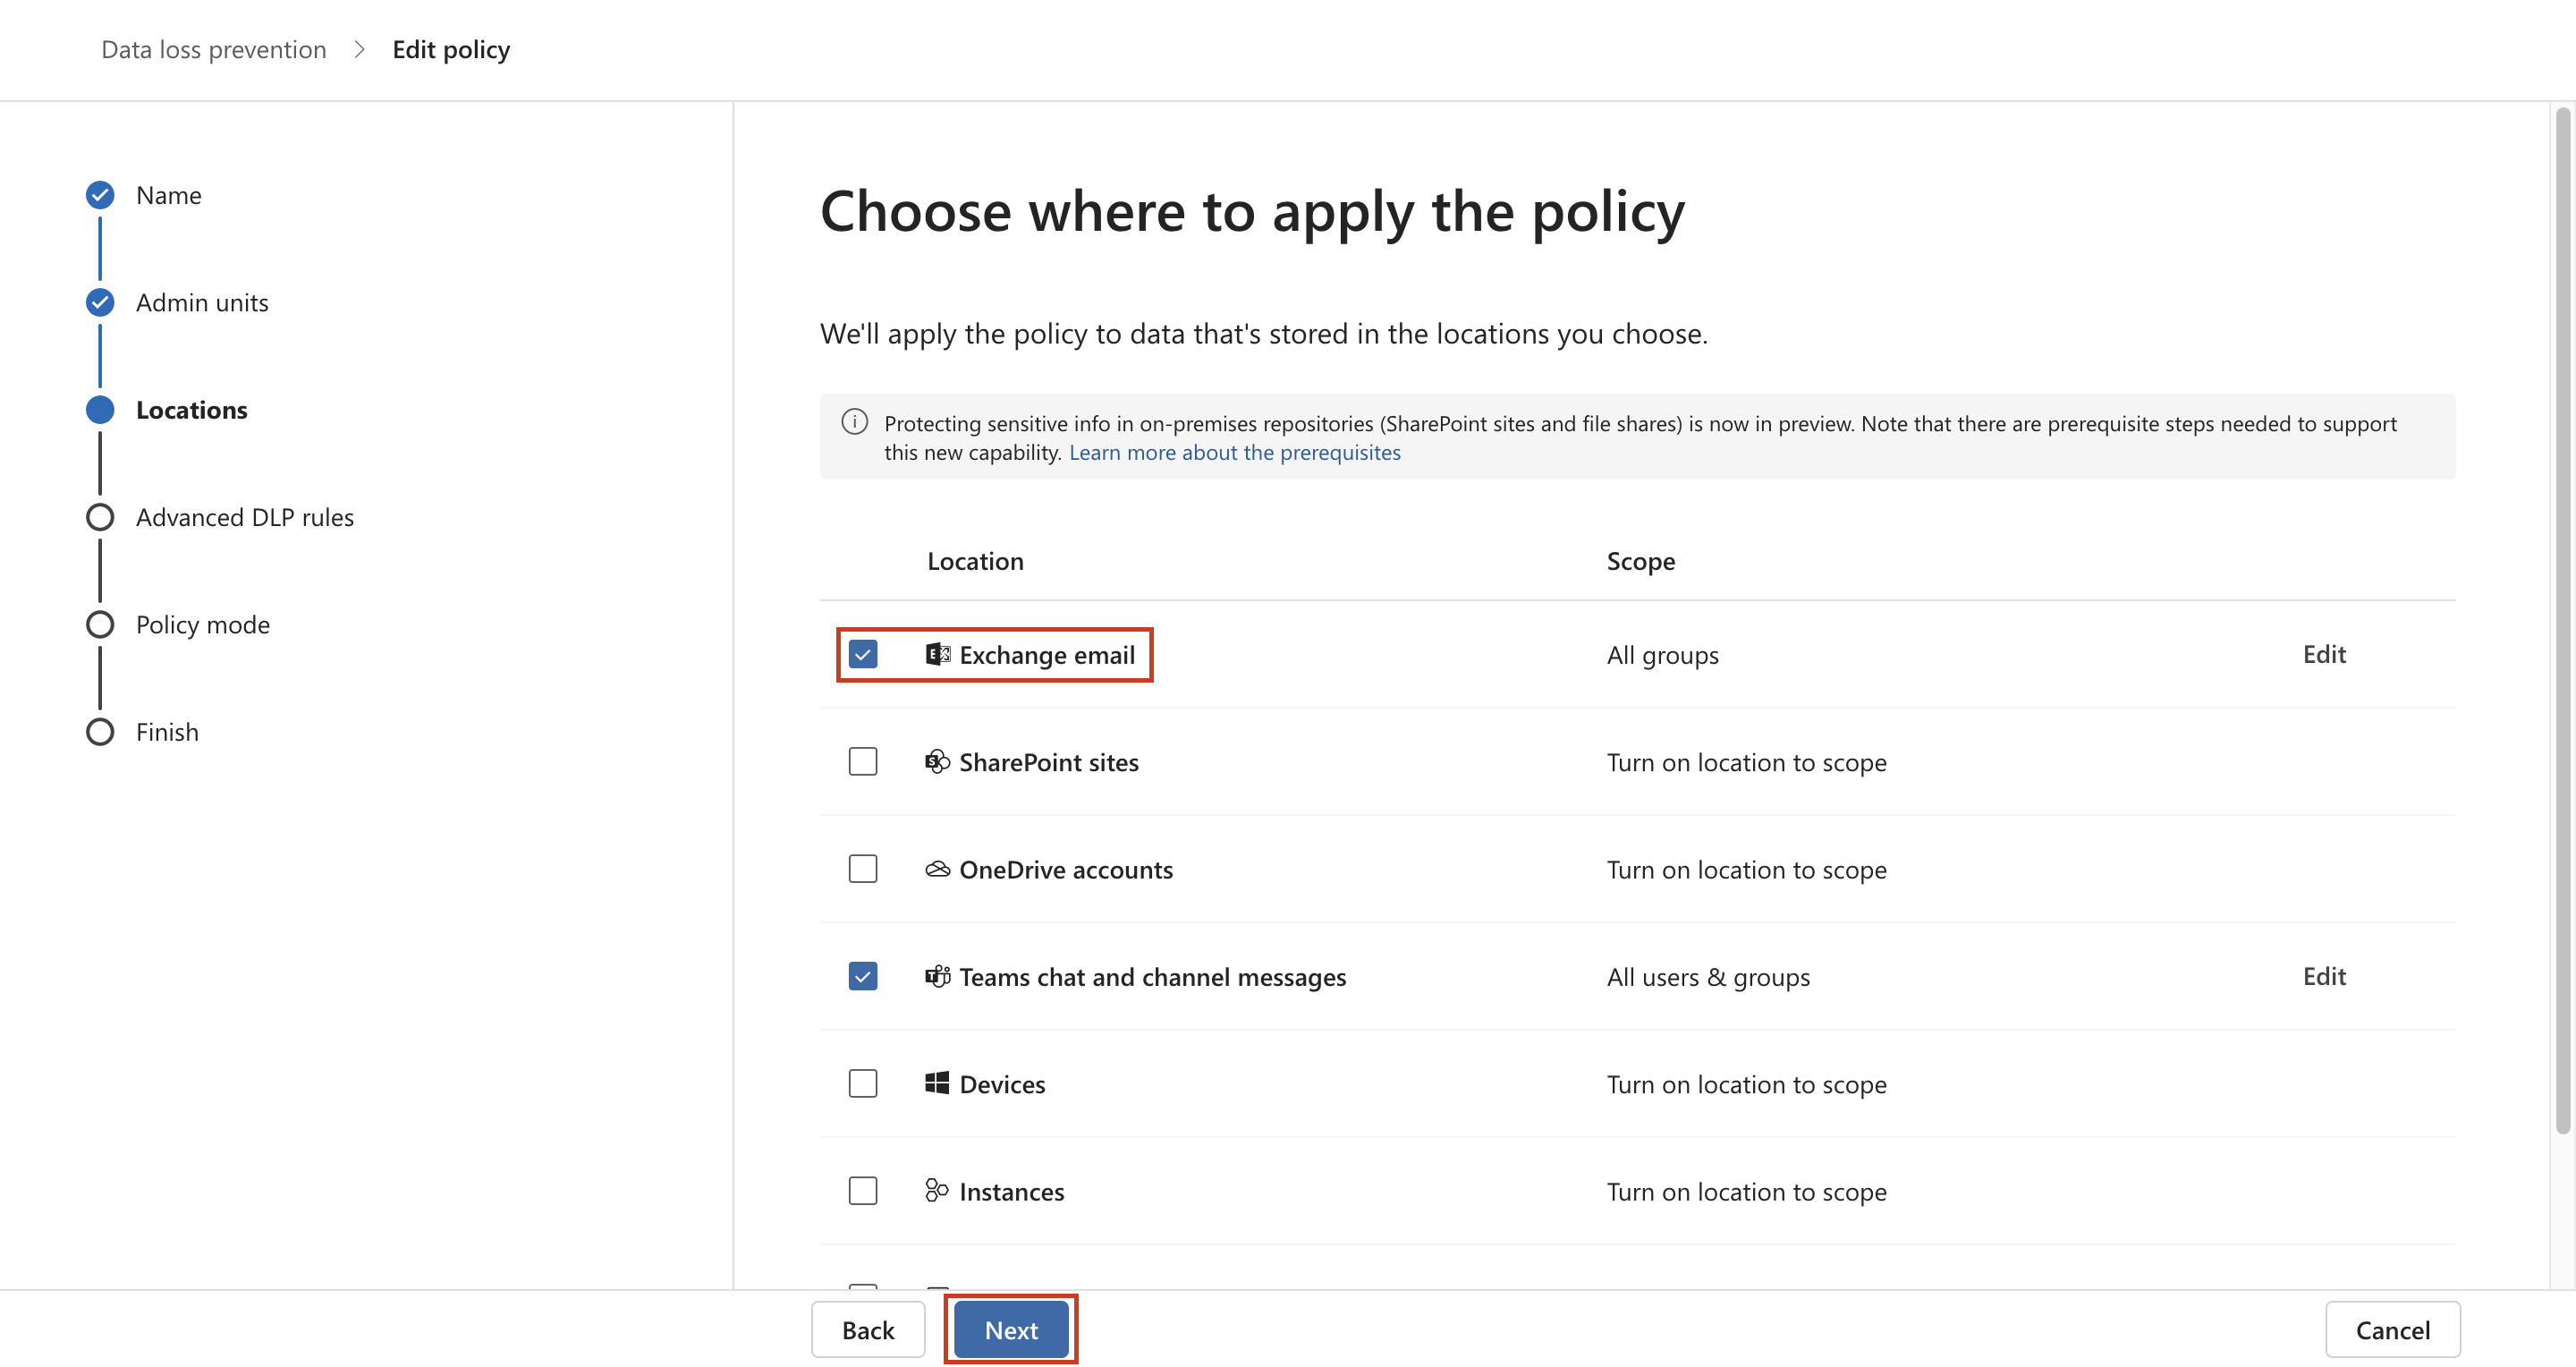 Data loss prevention > Edit policy
Name
Admin units
Locations
Advanced DLP rules
Policy mode
Finish
Choose where to apply the policy
We'll apply the policy to data that's stored in the locations you choose.
Protecting sensitive info in on-premises repositories (SharePoint sites and file shares) is now in preview. Note that there are prerequisite steps needed to support
this new capability. Learn more about the prerequisites
Location Scope
Exchange email All groups Edit
SharePoint sites Turn on location to scope
OneDrive accounts Turn on location to scope
Teams chat and channel messages All users & groups Edit
Devices Turn on location to scope
Instances Turn on location to scope
Back Next Cancel